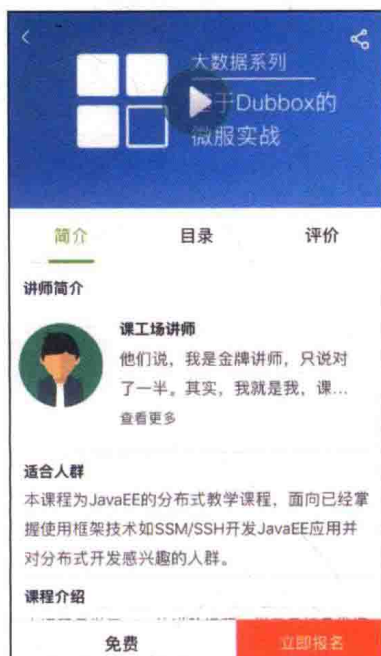 大数据系列
基于Dubbox的
微服实战
简介
目录
评价
讲师简介
课工场讲师
他们说，我是金牌讲师，只说对
了一半。其实，我就是我，课...
查看更多
适合人群
本课程为JavaEE的分布式教学课程，面向已经掌
握使用框架技术如SSM/SSH开发JavaEE应用并
对分布式开发感兴趣的人群。
课程介绍
免费
立即报名